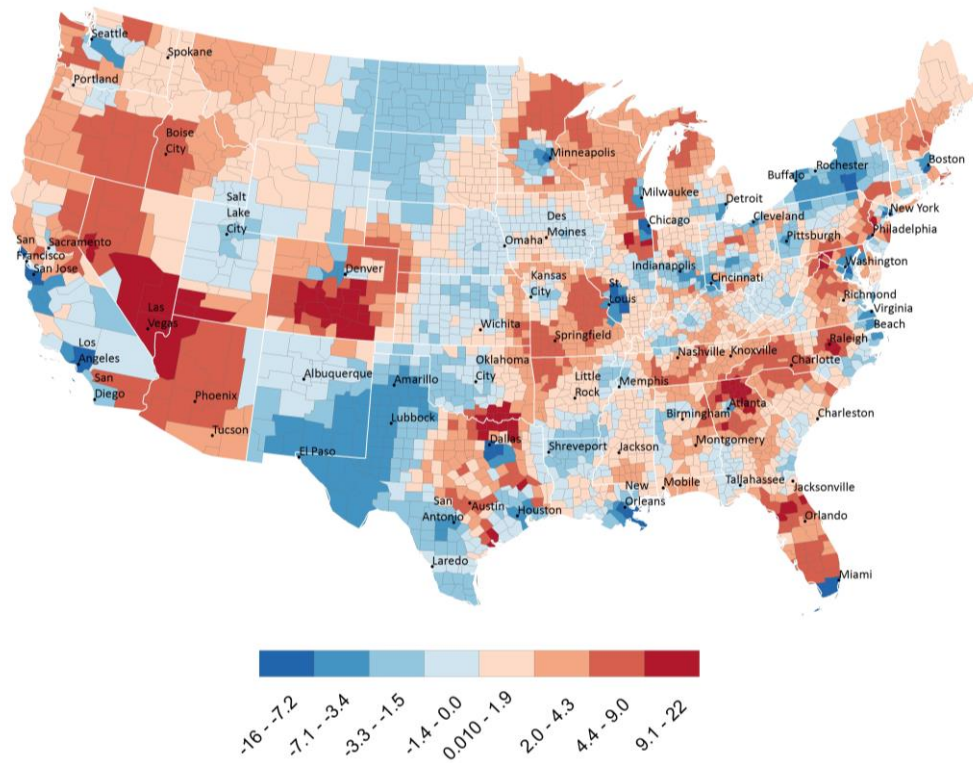 Seattle
Spokane
Portland
Boise
City
Minneapolis
Rochester
Buffalo
Boston
Milwaukee
Detroit
New York
Salt
Lake
City
Des
Moines
Chicago
Cleveland
Omaha
Pittsburgh
Philadelphia
San
Francisco
Sacramento
San Jose
Denver
Indianapolis
Cincinnati
Washington
Kansas
City
St
Louis
Richmond
Virginia
Beach
Las
Vegas
Wichita
Springfield
Nashville
Knoxville
Raleigh
Charlotte
Los
Angeles
Albuquerque
Amarillo
Oklahoma
City
Little
Rock
Memphis
San
Diego
Phoenix
Atlanta
Birmingham
Charleston
Tucson
Lubbock
Dallas
Shreveport
Jackson
Montgomery
El Paso
New
Orleans
Mobile
Tallahassee
Jacksonville
San
Antonio
Austin
Houston
Orlando
Laredo
Miami
-16 - -7.2
-7.1 - -3.4
-3.3 - -1.5
-1.4 - 0.0
0.010 - 1.9
2.0 - 4.3
4.4 - 9.0
9.1 - 22